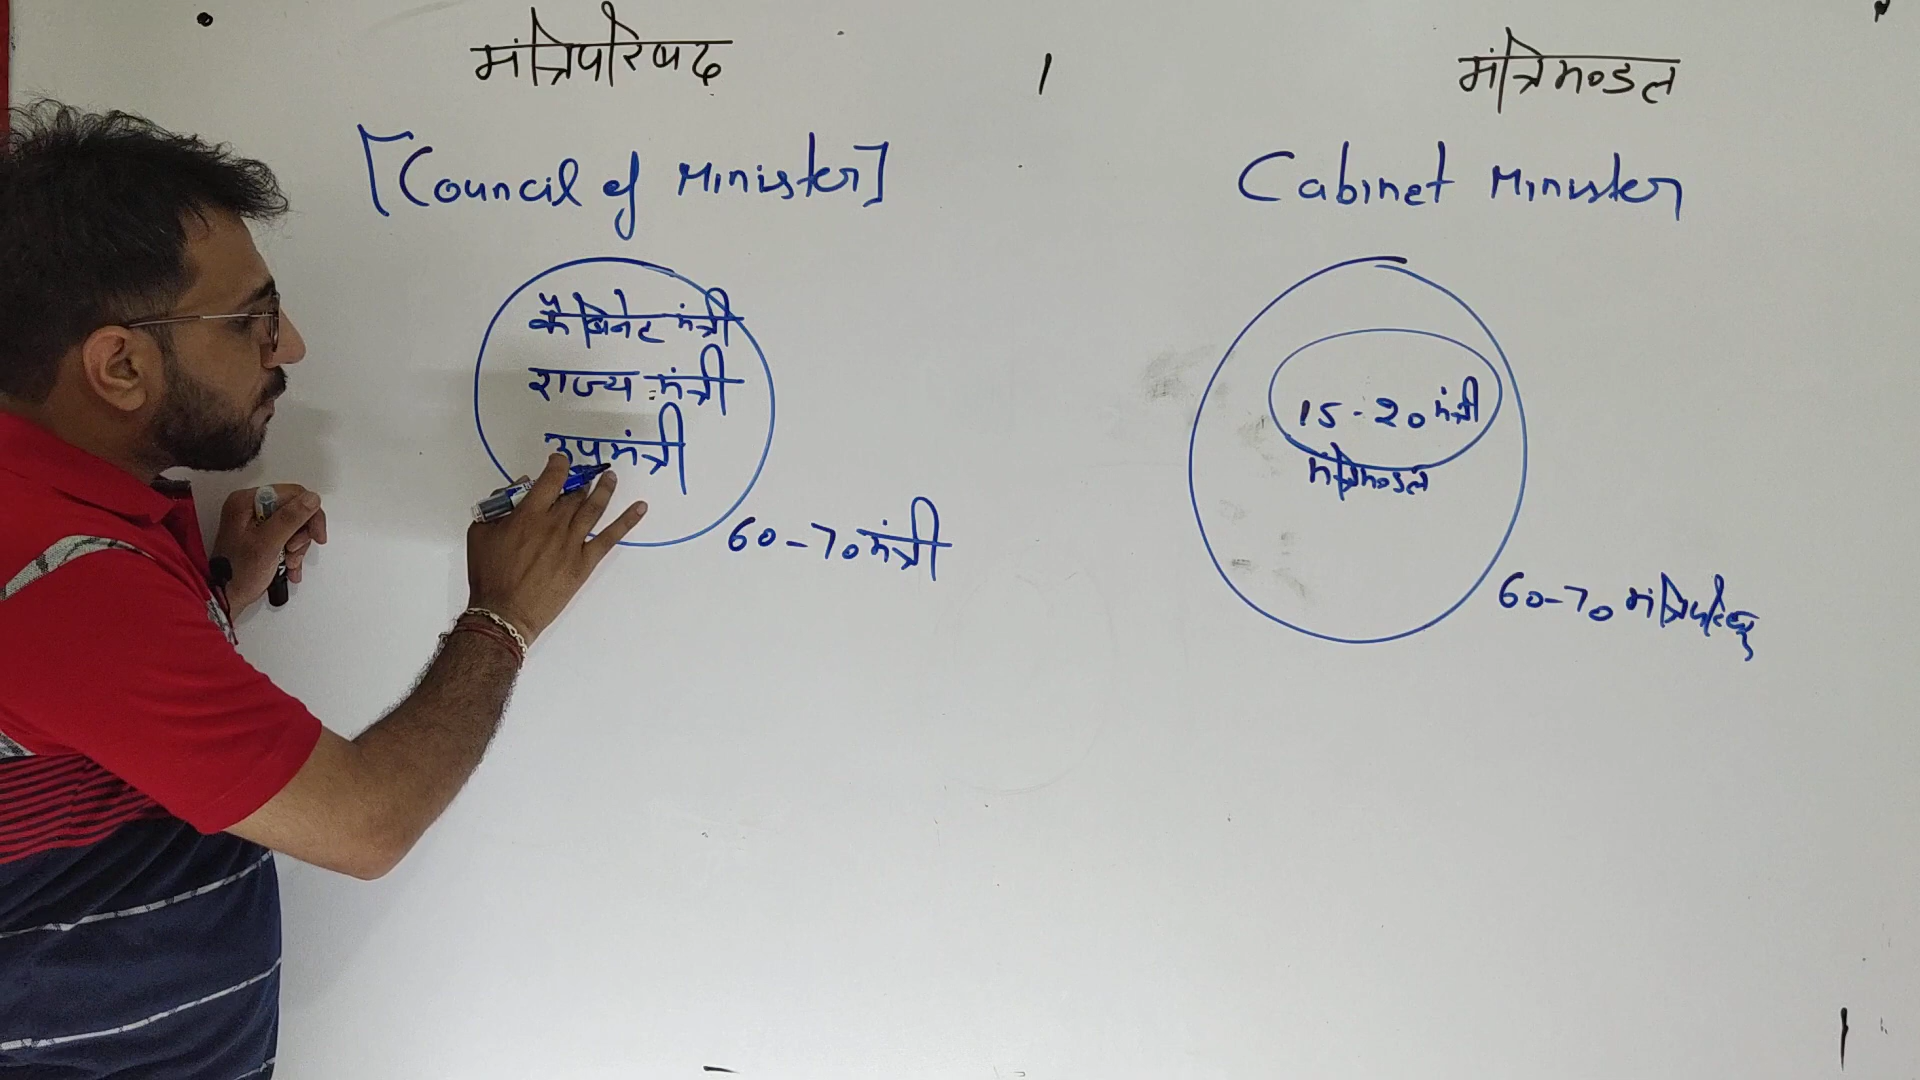 मंत्रिपरिषद
[Council of Minister]
कैबिनेट मंत्री
राज्य मंत्री
उपमंत्री
60-70 मंत्री
मंत्रिमण्डल
Cabinet Minister
15-20 मंत्री
मंत्रिमण्डल
60-70 मंत्रिपरिषद